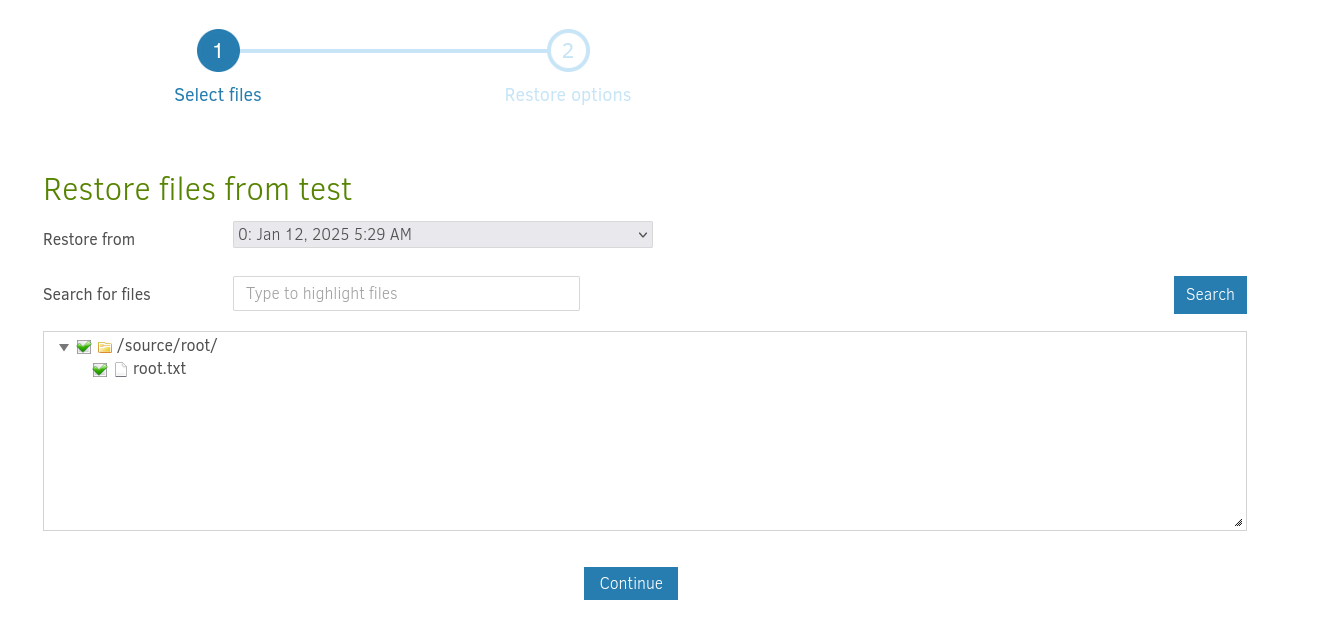 1
2
Select files
Restore options
Restore files from test
Restore from
0: Jan 12, 2025 5:29 AM
Search for files
Type to highlight files
Search
/source/root/
root.txt
Continue